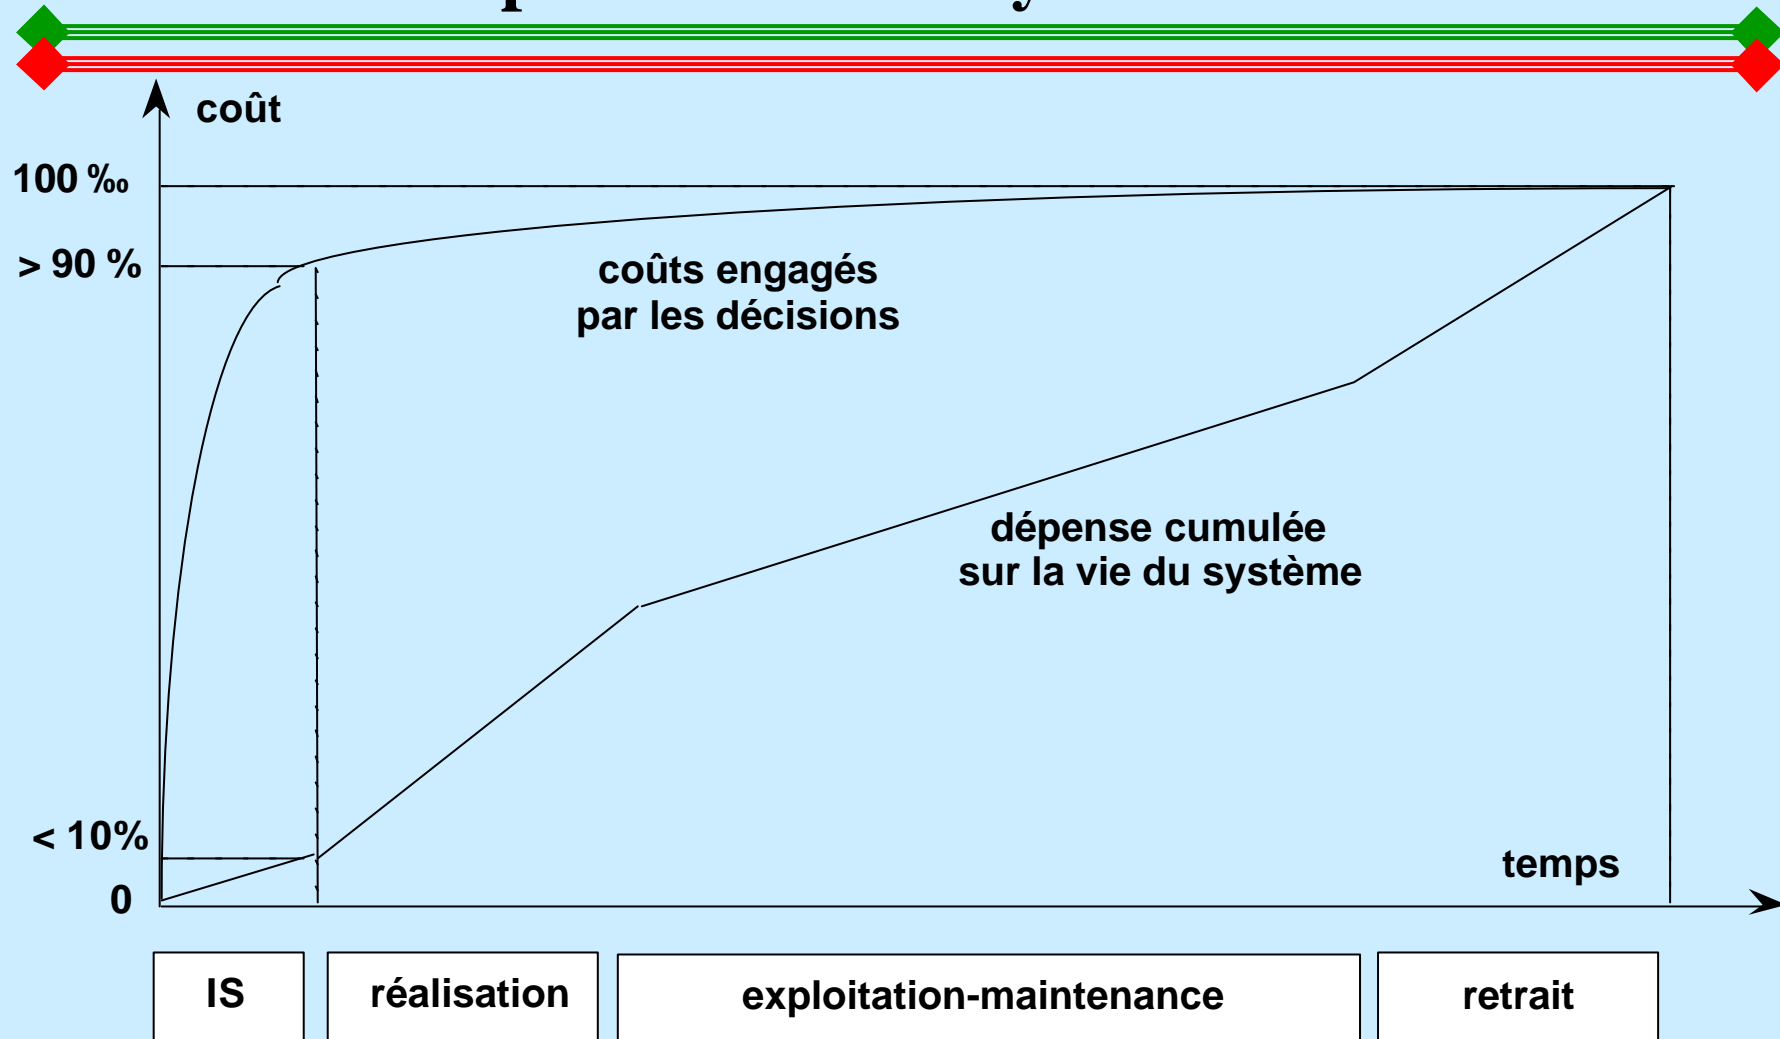 coût
100 ‰
> 90 %
coûts engagés
par les décisions
dépense cumulée
sur la vie du système
< 10%
temps
0
IS
réalisation
exploitation-maintenance
retrait